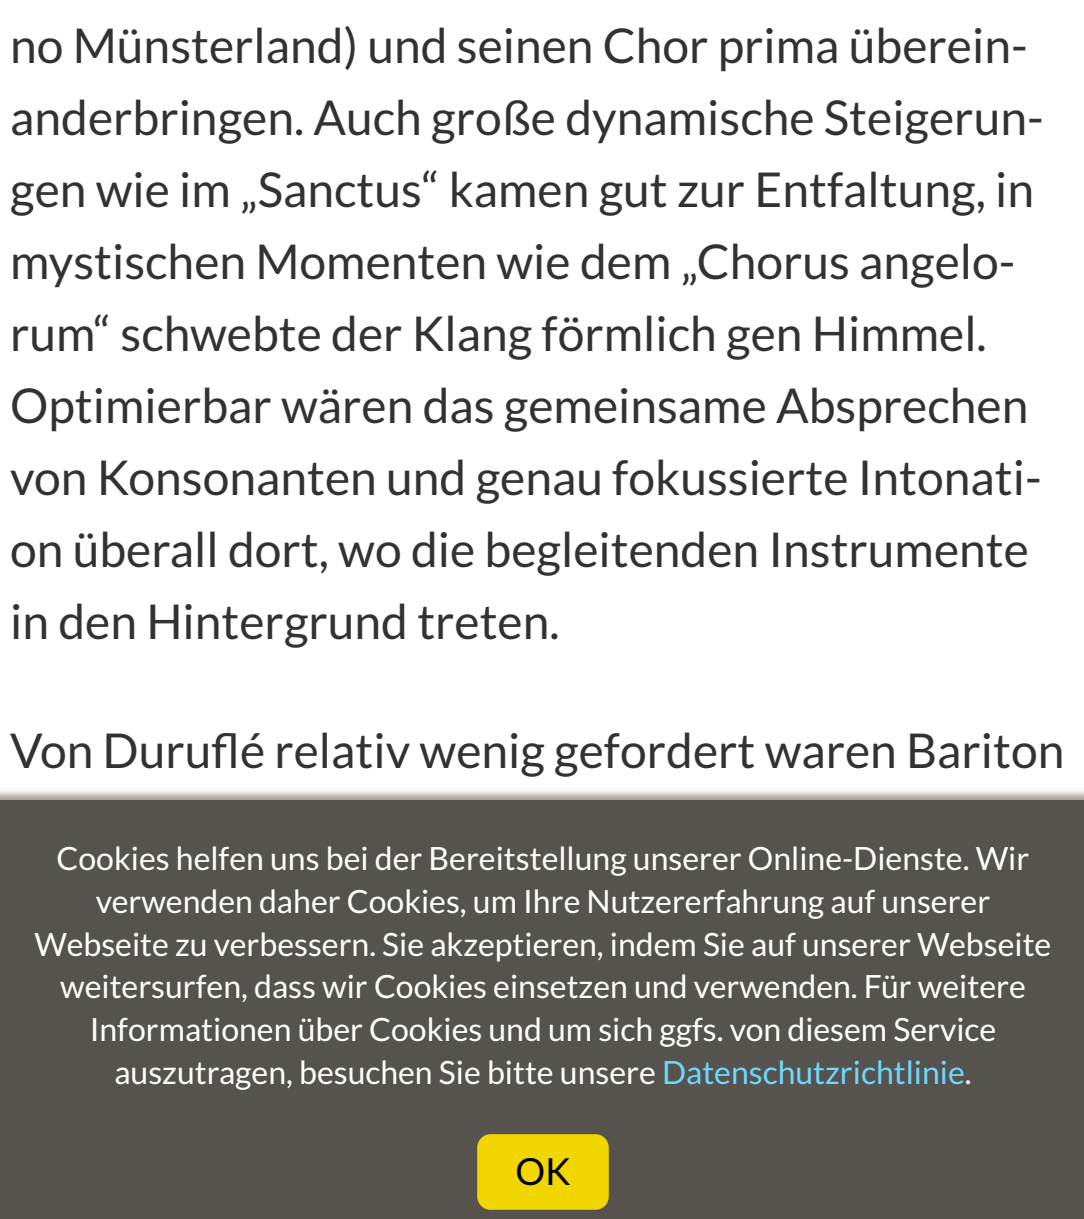 no Münsterland) und seinen Chor prima überein-
anderbringen. Auch große dynamische Steigerun-
gen wie im „Sanctus“ kamen gut zur Entfaltung, in
mystischen Momenten wie dem „Chorus angelo-
rum“ schwebte der Klang förmlich gen Himmel.
Optimierbar wären das gemeinsame Absprechen
von Konsonanten und genau fokussierte Intonati-
on überall dort, wo die begleitenden Instrumente
in den Hintergrund treten.
Von Duruflé relativ wenig gefordert waren Bariton
Cookies helfen uns bei der Bereitstellung unserer Online-Dienste. Wir
verwenden daher Cookies, um Ihre Nutzererfahrung auf unserer
Webseite zu verbessern. Sie akzeptieren, indem Sie auf unserer Webseite
weitersurfen, dass wir Cookies einsetzen und verwenden. Für weitere
Informationen über Cookies und um sich ggfs. von diesem Service
auszutragen, besuchen Sie bitte unsere Datenschutzrichtlinie.
OK